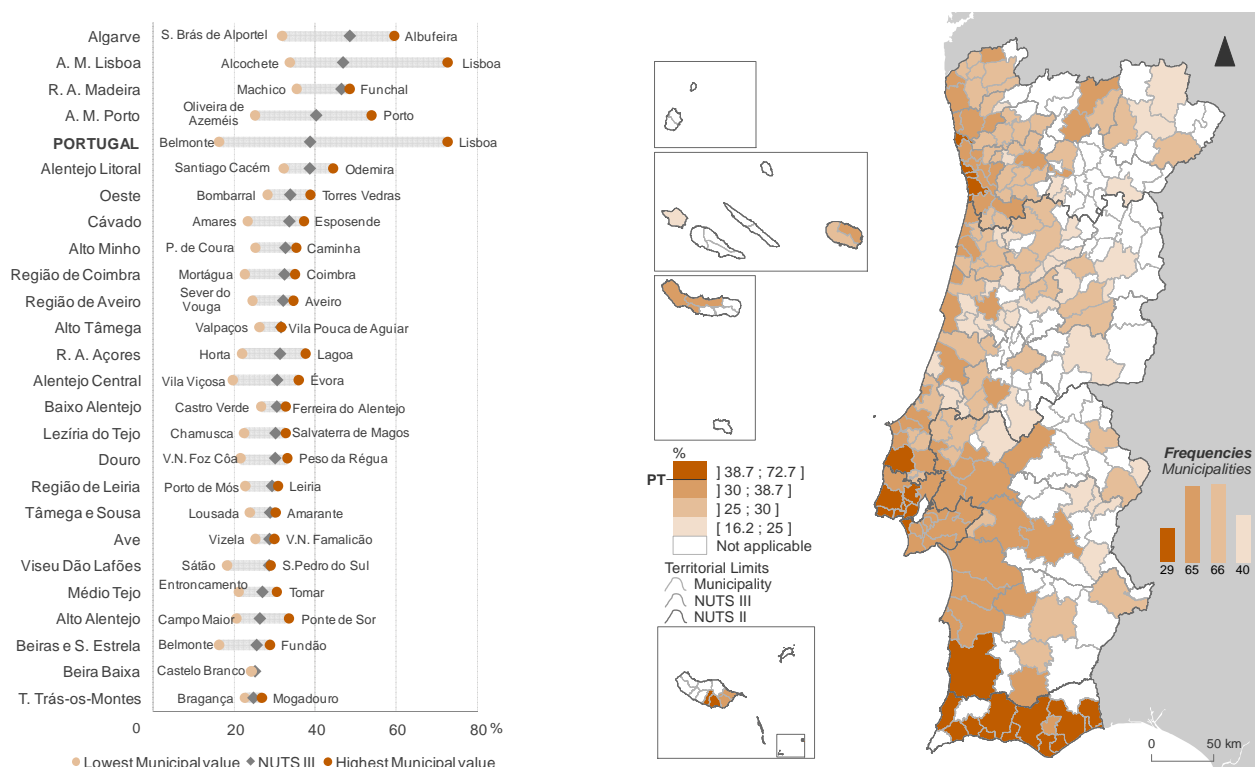 Algarve S. Brás de Alportel Albufeira
A. M. Lisboa Alcochete Lisboa
R. A. Madeira Machico Funchal
A. M. Porto Oliveira de Azeméis Porto
PORTUGAL Belmonte Lisboa
Alentejo Litoral Santiago Cacém Odemira
Oeste Bombarral Torres Vedras
Cávado Amares Esposende
Alto Minho P. de Coura Caminha
Região de Coimbra Mortágua Coimbra
Região de Aveiro Sever do Vouga Aveiro
Alto Tâmega Valpaços Vila Pouca de Aguiar
R. A. Açores Horta Lagoa
Alentejo Central Vila Viçosa Évora
Baixo Alentejo Castro Verde Ferreira do Alentejo
Lezíria do Tejo Chamusca Salvaterra de Magos
Douro V.N. Foz Côa Peso da Régua
Região de Leiria Porto de Mós Leiria
Tâmega e Sousa Lousada Amarante
Ave Vizela V.N. Famalicão
Viseu Dão Lafões Sátão S.Pedro do Sul
Médio Tejo Entroncamento Tomar
Alto Alentejo Campo Maior Ponte de Sor
Beiras e S. Estrela Belmonte Fundão
Beira Baixa Castelo Branco
T. Trás-os-Montes Bragança Mogadouro
0 20 40 60 80 %
Lowest Municipal value NUTS III Highest Municipal value
%
PT
] 38.7 ; 72.7 ]
] 30 ; 38.7 ]
] 25 ; 30 ]
[ 16.2 ; 25 ]
Not applicable
Territorial Limits
Municipality
NUTS III
NUTS II
Frequencies
Municipalities
29 65 66 40
0 50 km